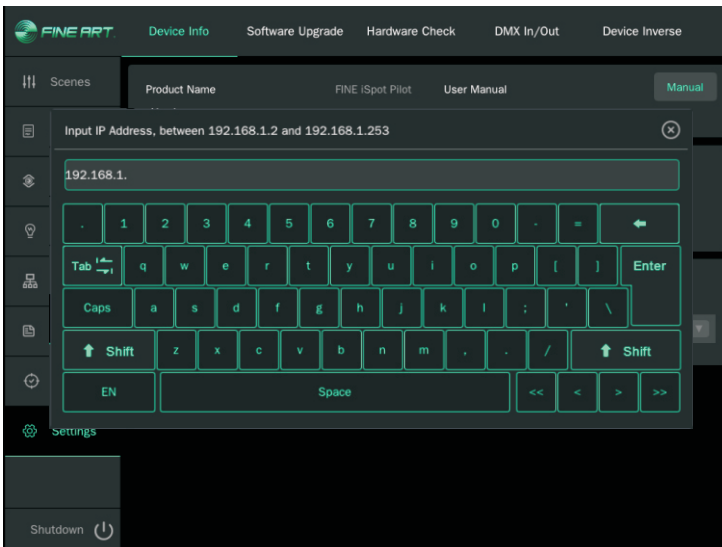 FINE ART. Device Info Software Upgrade Hardware Check DMX In/Out Device Inverse
Scenes
Product Name FINE iSpot Pilot User Manual Manual
Input IP Address, between 192.168.1.2 and 192.168.1.253
192.168.1.
. 1 2 3 4 5 6 7 8 9 0 - =
Tab q w e r t y u i o p [ ] Enter
Caps a s d f g h j k l ; ' \
Shift z x c v b n m , . / Shift
EN Space << < > >>
Settings
Shutdown